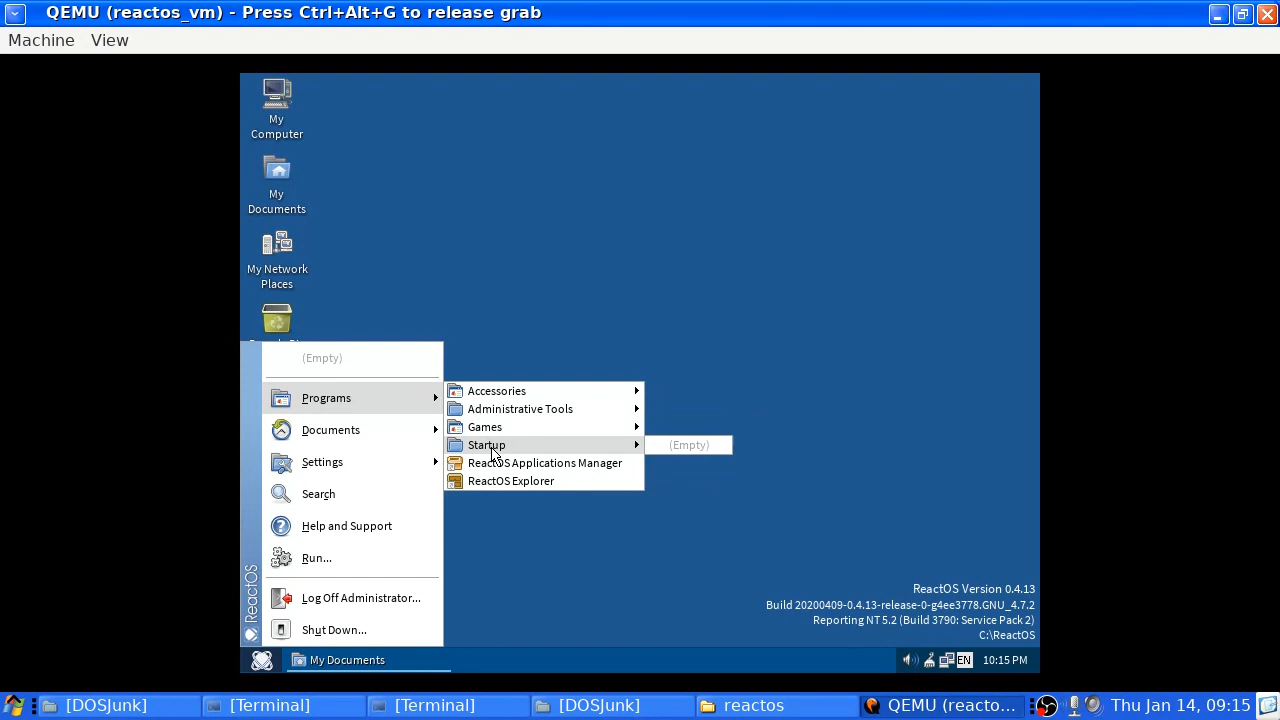 QEMU (reactos_vm) - Press Ctrl+Alt+G to release grab
Machine View
My
Computer
My
Documents
My Network
Places
(Empty)
Programs
Documents
Settings
Search
Help and Support
Run...
Log Off Administrator...
Shut Down...
ReactOS
Accessories
Administrative Tools
Games
Startup
ReactOS Applications Manager
ReactOS Explorer
(Empty)
ReactOS Version 0.4.13
Build 20200409-0.4.13-release-0-g4ee3778.GNU_4.7.2
Reporting NT 5.2 (Build 3790: Service Pack 2)
C:\ReactOS
My Documents
EN
10:15 PM
[DOSJunk]
[Terminal]
[Terminal]
[DOSJunk]
reactos
QEMU (reacto...
Thu Jan 14, 09:15